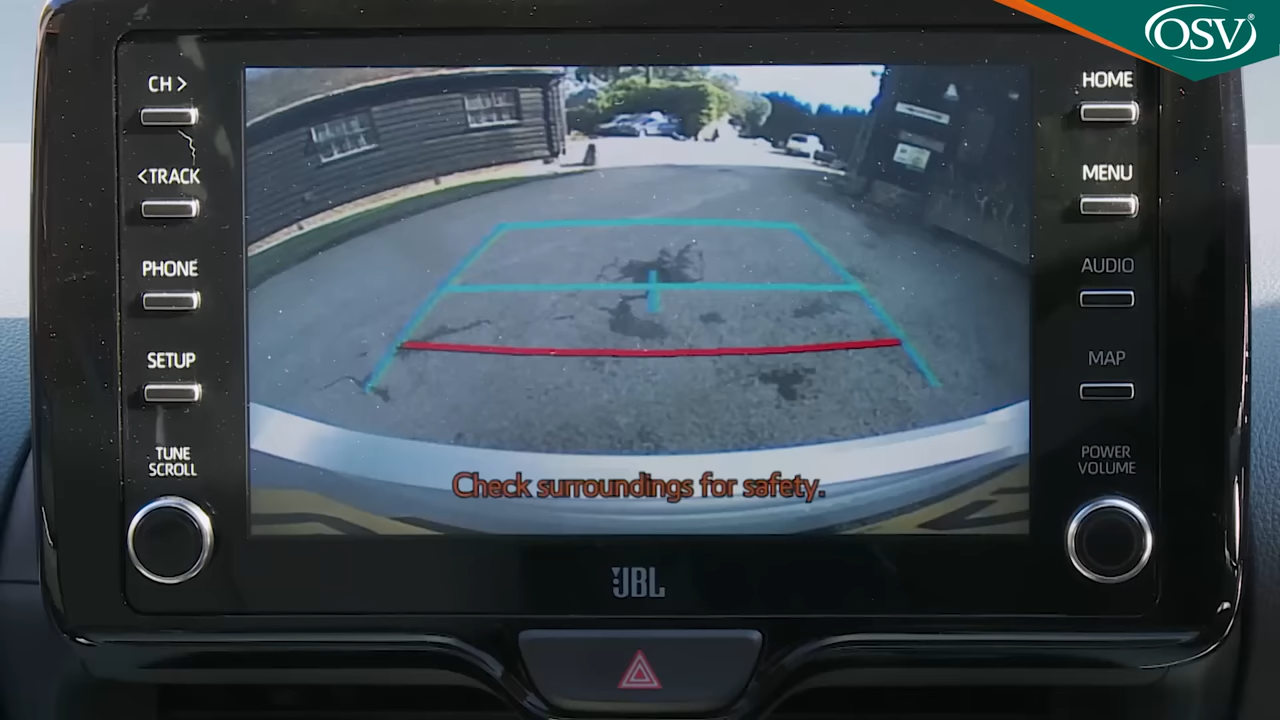 OSV
CH >
HOME
<TRACK
MENU
PHONE
AUDIO
SETUP
MAP
TUNE
SCROLL
POWER
VOLUME
Check surroundings for safety.
JBL